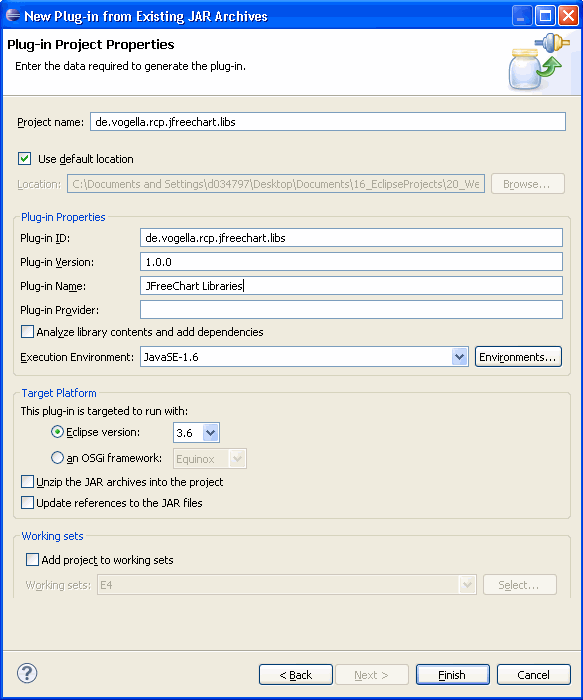 New Plug-in from Existing JAR Archives
Plug-in Project Properties
Enter the data required to generate the plug-in.
Project name: de.vogella.rcp.jfreechart.libs
Use default location
Location: C:\Documents and Settings\d034797\Desktop\Documents\16_EclipseProjects\20_We Browse...
Plug-in Properties
Plug-in ID: de.vogella.rcp.jfreechart.libs
Plug-in Version: 1.0.0
Plug-in Name: JFreeChart Libraries
Plug-in Provider:
Analyze library contents and add dependencies
Execution Environment: JavaSE-1.6 Environments...
Target Platform
This plug-in is targeted to run with:
Eclipse version: 3.6
an OSGi framework: Equinox
Unzip the JAR archives into the project
Update references to the JAR files
Working sets
Add project to working sets
Working sets: E4 Select...
? < Back Next > Finish Cancel